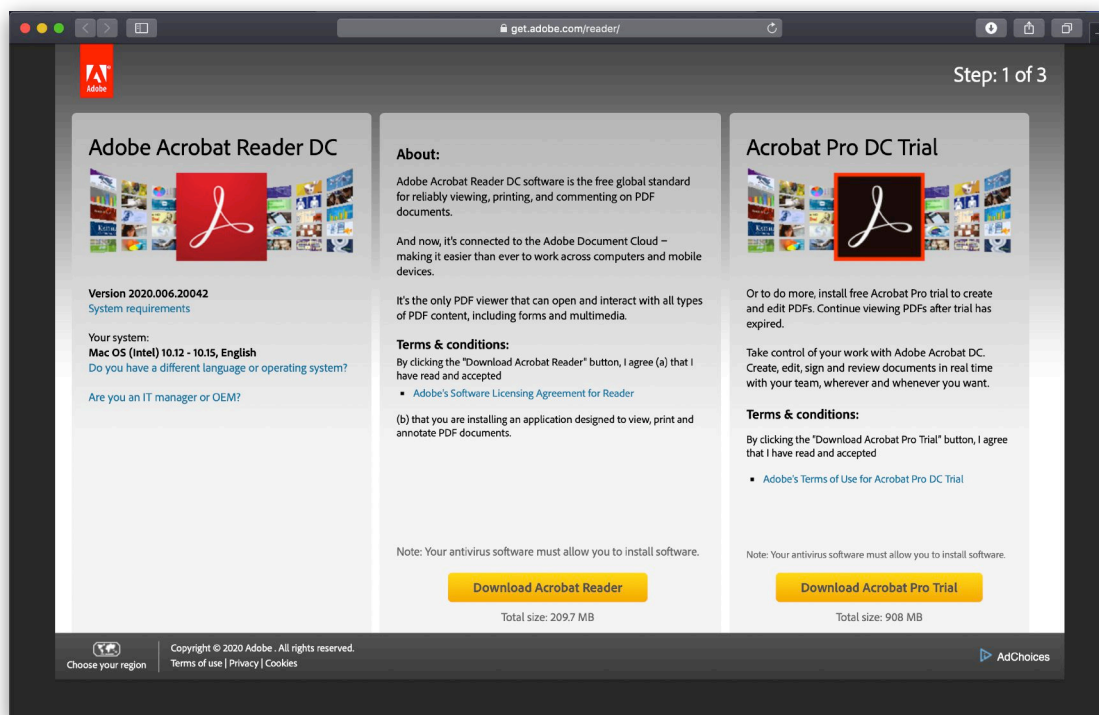 get.adobe.com/reader/
Adobe
Step: 1 of 3
Adobe Acrobat Reader DC
Version 2020.006.20042
System requirements
Your system:
Mac OS (Intel) 10.12 - 10.15, English
Do you have a different language or operating system?
Are you an IT manager or OEM?
About:
Adobe Acrobat Reader DC software is the free global standard
for reliably viewing, printing, and commenting on PDF
documents.
And now, it's connected to the Adobe Document Cloud –
making it easier than ever to work across computers and mobile
devices.
It's the only PDF viewer that can open and interact with all types
of PDF content, including forms and multimedia.
Terms & conditions:
By clicking the "Download Acrobat Reader" button, I agree (a) that I
have read and accepted
▪ Adobe's Software Licensing Agreement for Reader
(b) that you are installing an application designed to view, print and
annotate PDF documents.
Note: Your antivirus software must allow you to install software.
Download Acrobat Reader
Total size: 209.7 MB
Acrobat Pro DC Trial
Or to do more, install free Acrobat Pro trial to create
and edit PDFs. Continue viewing PDFs after trial has
expired.
Take control of your work with Adobe Acrobat DC.
Create, edit, sign and review documents in real time
with your team, wherever and whenever you want.
Terms & conditions:
By clicking the "Download Acrobat Pro Trial" button, I agree
that I have read and accepted
▪ Adobe's Terms of Use for Acrobat Pro DC Trial
Note: Your antivirus software must allow you to install software.
Download Acrobat Pro Trial
Total size: 908 MB
Choose your region
Copyright © 2020 Adobe . All rights reserved.
Terms of use | Privacy | Cookies
AdChoices